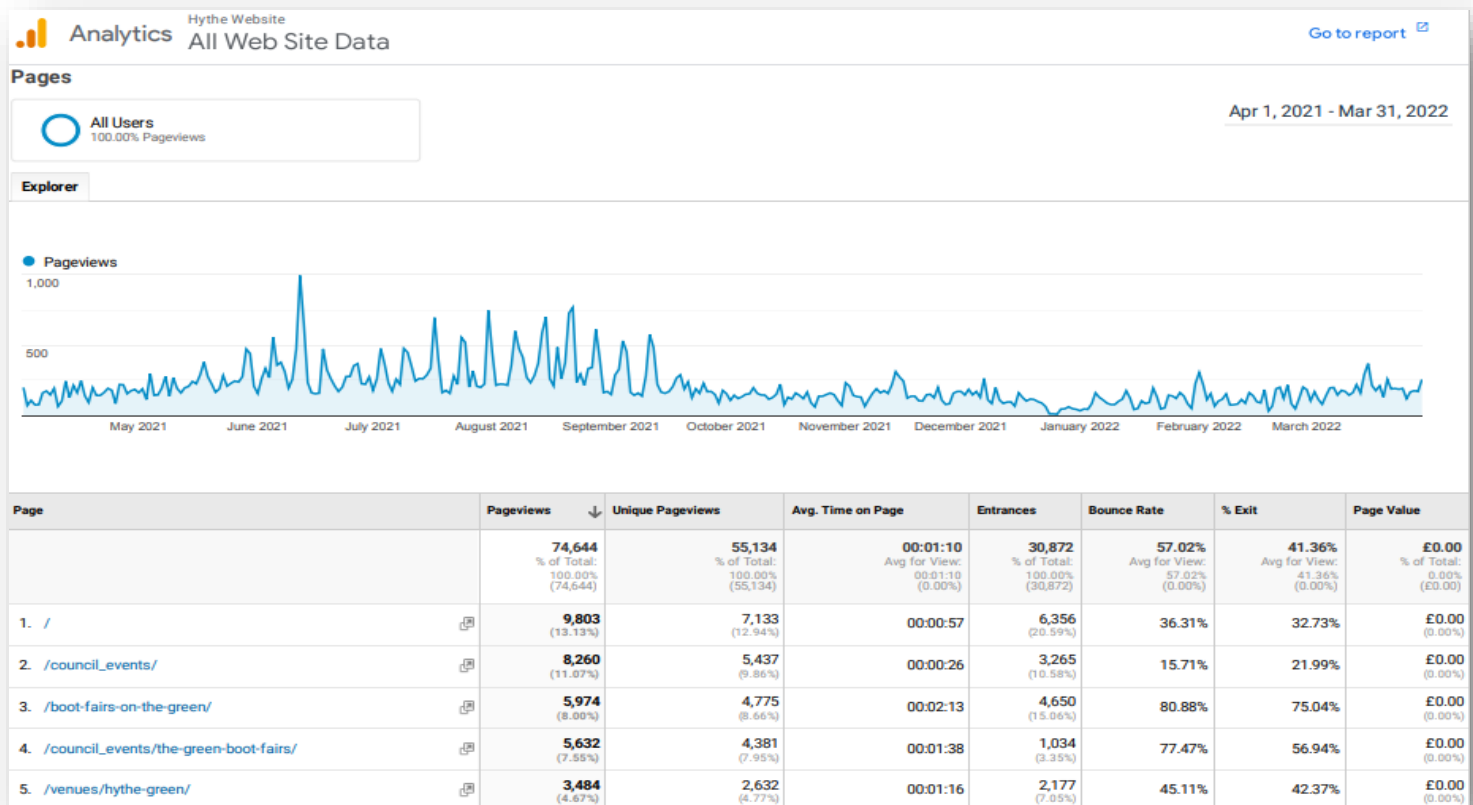 Analytics
Hythe Website
All Web Site Data
Go to report
Pages
All Users
100.00% Pageviews
Apr 1, 2021 - Mar 31, 2022
Explorer
Pageviews
1,000
500
May 2021 June 2021 July 2021 August 2021 September 2021 October 2021 November 2021 December 2021 January 2022 February 2022 March 2022
Page Pageviews Unique Pageviews Avg. Time on Page Entrances Bounce Rate % Exit Page Value
74,644 55,134 00:01:10 30,872 57.02% 41.36% £0.00
% of Total: % of Total: Avg for View: % of Total: Avg for View: Avg for View: % of Total:
100.00% 100.00% 00:01:10 100.00% 57.02% 41.36% 0.00%
(74,644) (55,134) (0.00%) (30,872) (0.00%) (0.00%) (£0.00)
1. / 9,803 7,133 00:00:57 6,356 36.31% 32.73% £0.00
(13.13%) (12.94%) (20.59%) (0.00%)
2. /council_events/ 8,260 5,437 00:00:26 3,265 15.71% 21.99% £0.00
(11.07%) (9.86%) (10.58%) (0.00%)
3. /boot-fairs-on-the-green/ 5,974 4,775 00:02:13 4,650 80.88% 75.04% £0.00
(8.00%) (8.66%) (15.06%) (0.00%)
4. /council_events/the-green-boot-fairs/ 5,632 4,381 00:01:38 1,034 77.47% 56.94% £0.00
(7.55%) (7.95%) (3.35%) (0.00%)
5. /venues/hythe-green/ 3,484 2,632 00:01:16 2,177 45.11% 42.37% £0.00
(4.67%) (4.77%) (7.05%) (0.00%)